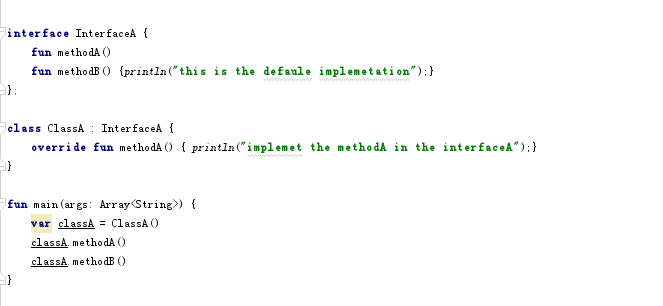 interface InterfaceA {
fun methodA()
fun methodB() {println("this is the defaule implemetation");}
};
class ClassA : InterfaceA {
override fun methodA() { println("implemet the methodA in the interfaceA");}
}
fun main(args: Array<String>) {
var classA = ClassA()
classA.methodA()
classA.methodB()
}